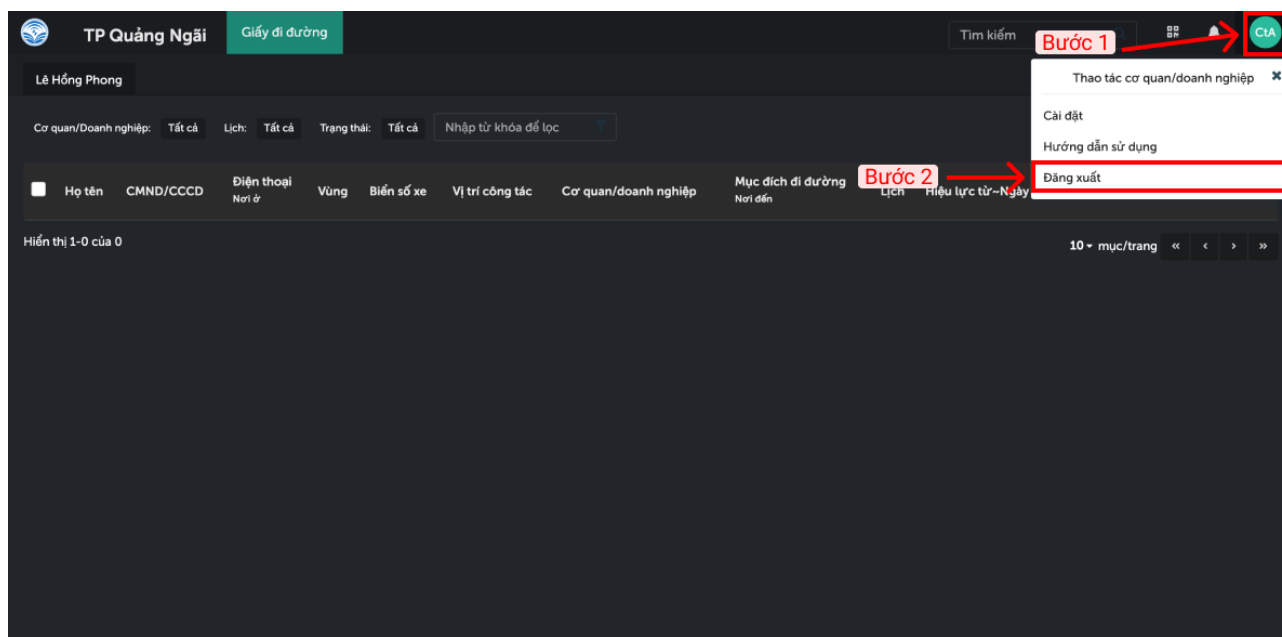 TP Quảng Ngãi Giấy đi đường Tìm kiếm CtA
Bước 1
Lê Hồng Phong
Thao tác cơ quan/doanh nghiệp
Cài đặt
Cơ quan/Doanh nghiệp: Tất cả Lịch: Tất cả Trạng thái: Tất cả Nhập từ khóa để lọc
Hướng dẫn sử dụng
Bước 2
Đăng xuất
Họ tên CMND/CCCD Điện thoại Vùng Biển số xe Vị trí công tác Cơ quan/doanh nghiệp Mục đích đi đường Lịch Hiệu lực từ~Ngày
Nơi ở Nơi đến
Hiển thị 1-0 của 0 10 mục/trang « ‹ › »